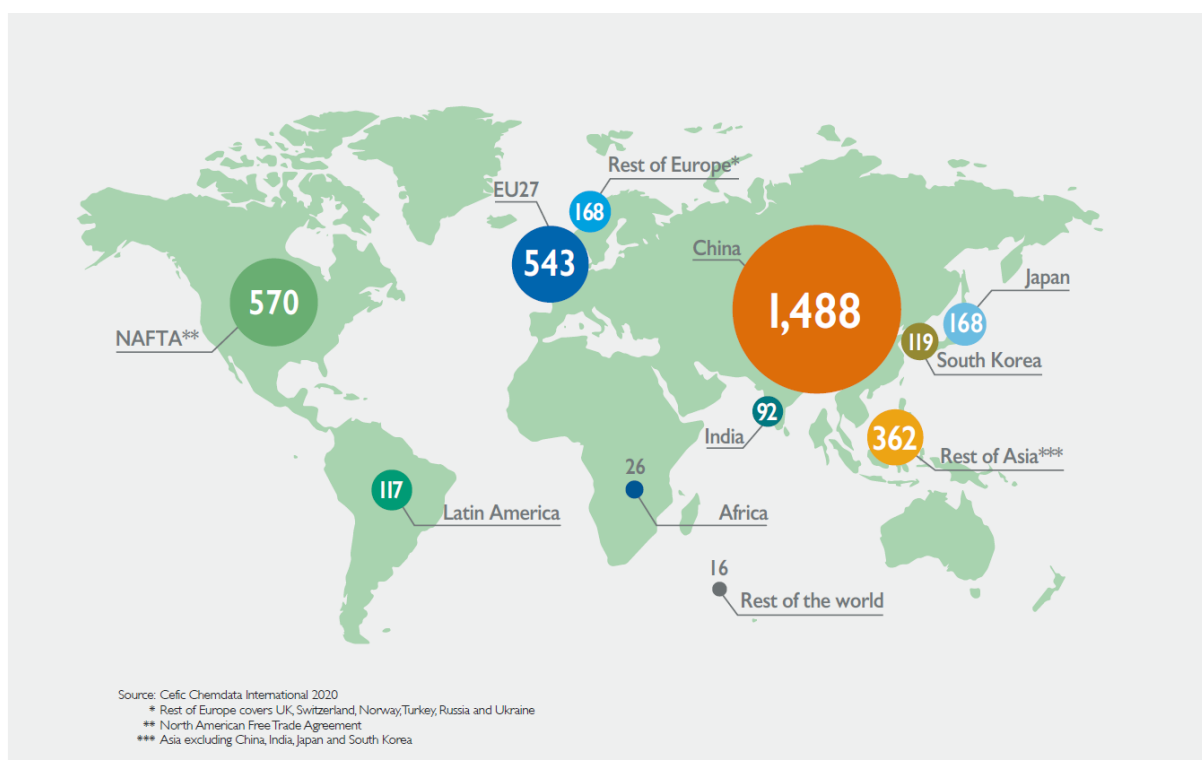 Rest of Europe*
EU27
168
543
China
1,488
Japan
570
168
NAFTA**
119
South Korea
92
India
362
Rest of Asia***
26
117
Latin America
Africa
16
Rest of the world
Source: Cefic Chemdata International 2020
* Rest of Europe covers UK, Switzerland, Norway, Turkey, Russia and Ukraine
** North American Free Trade Agreement
*** Asia excluding China, India, Japan and South Korea